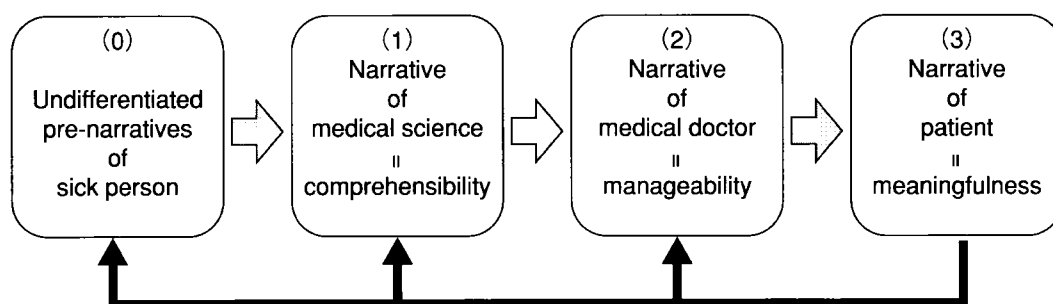 (0)
Undifferentiated
pre-narratives
of
sick person
(1)
Narrative
of
medical science
=
comprehensibility
(2)
Narrative
of
medical doctor
=
manageability
(3)
Narrative
of
patient
=
meaningfulness